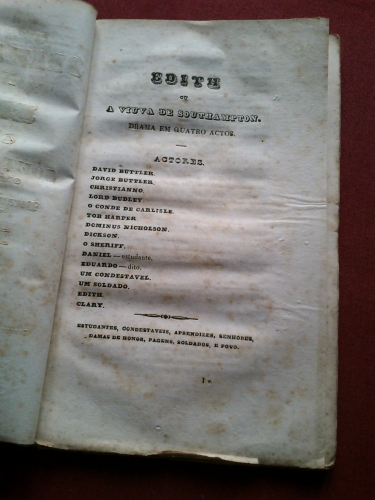 EDITH
OU
A VIUVA DE SOUTHAMPTON.
DRAMA EM QUATRO ACTOS.
ACTORES.
DAVID BUTTLER.
JORGE BUTTLER.
CHRISTIANNO.
LORD DUDLEY
O CONDE DE CARLISLE.
TOB HARPER
DOMINUS NICHOLSON.
DICKSON.
O SHERIFF.
DANIEL — estudante.
EDUARDO — dito.
UM CONDESTAVEL.
UM SOLDADO.
EDITH.
CLARY.
ESTUDANTES, CONDESTAVEIS, APRENDIZES, SENHORES,
DAMAS DE HONOR, PAGENS, SOLDADOS, E POVO.
1 *